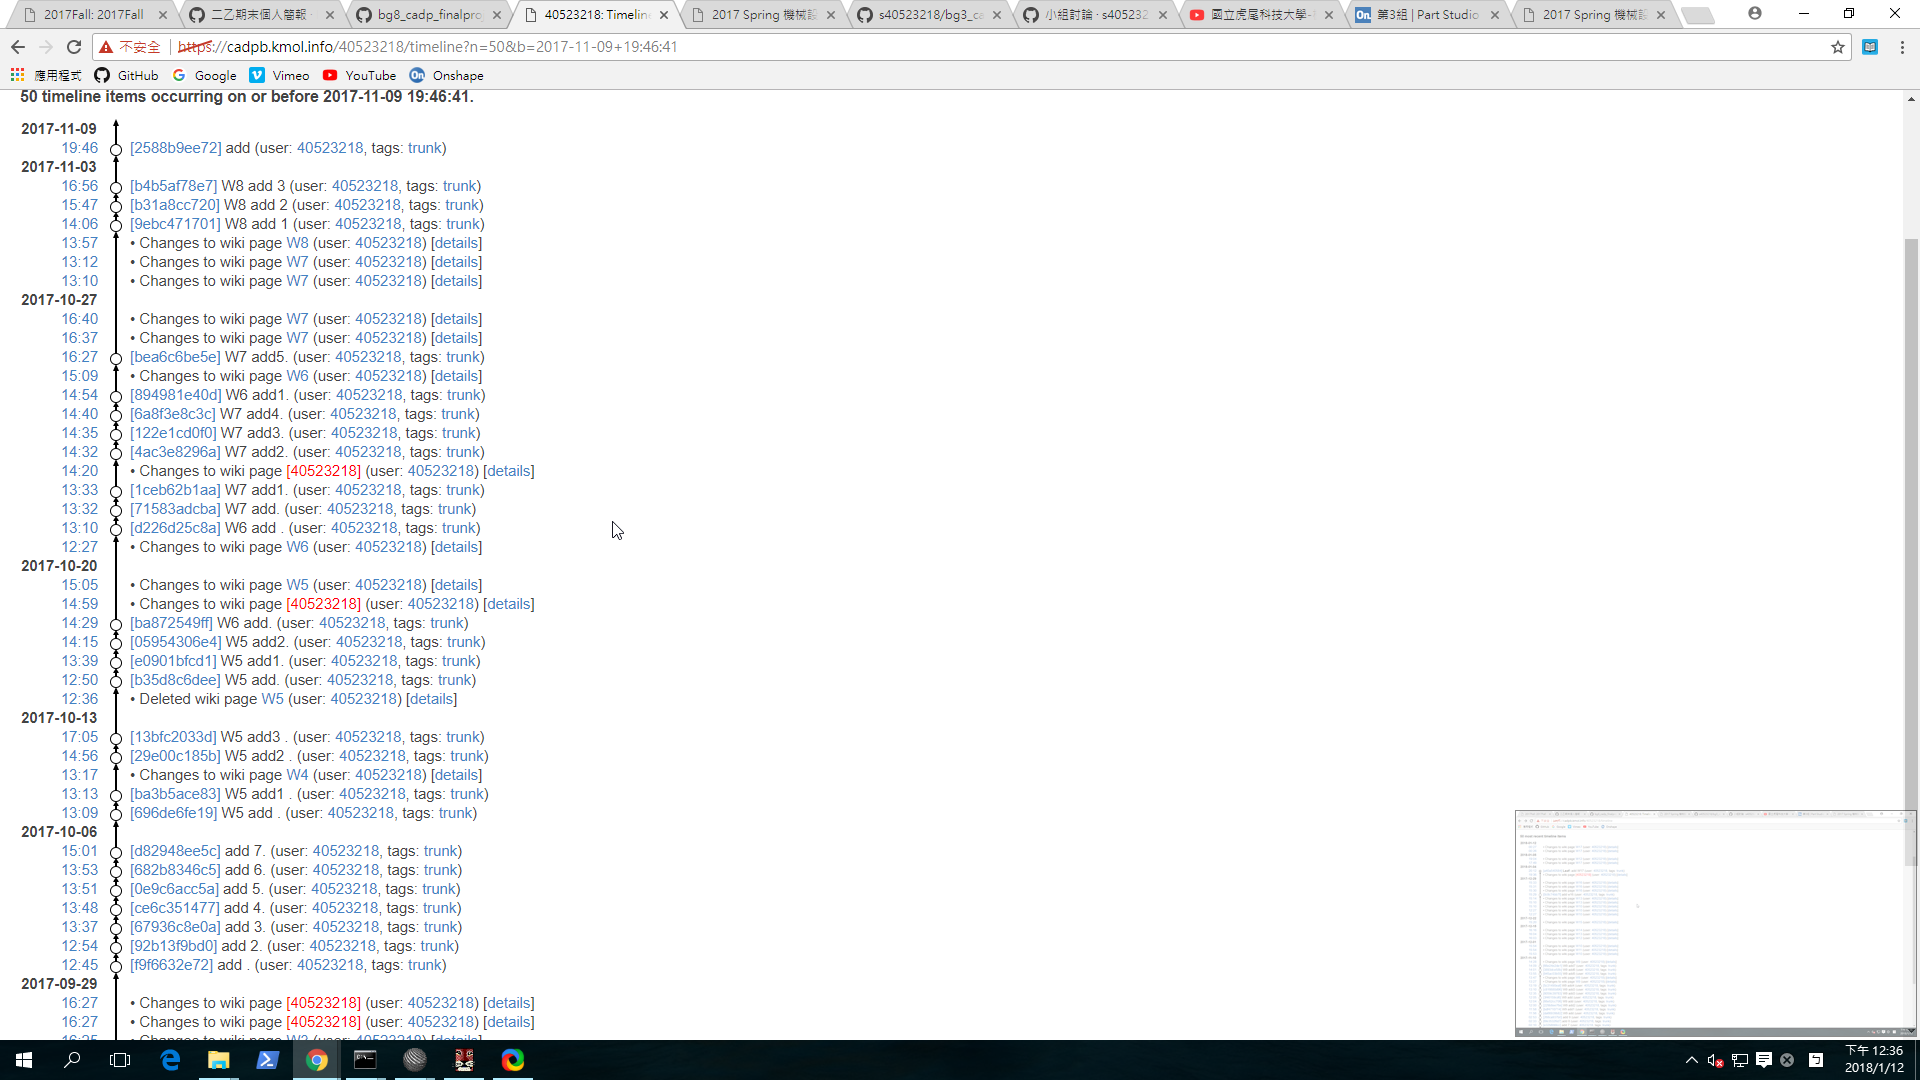 2017Fall: 2017Fall
二乙期末個人簡報
bg8_cadp_finalpro
40523218: Timelin
2017 Spring 機械設
s40523218/bg3_ca
小組討論 · s405232
國立虎尾科技大學-
第3組 | Part Studio
2017 Spring 機械設
不安全 | https://cadpb.kmol.info/40523218/timeline?n=50&b=2017-11-09+19:46:41
應用程式 GitHub Google Vimeo YouTube On Onshape
50 timeline items occurring on or before 2017-11-09 19:46:41.
2017-11-09
19:46 [2588b9ee72] add (user: 40523218, tags: trunk)
2017-11-03
16:56 [b4b5af78e7] W8 add 3 (user: 40523218, tags: trunk)
15:47 [b31a8cc720] W8 add 2 (user: 40523218, tags: trunk)
14:06 [9ebc471701] W8 add 1 (user: 40523218, tags: trunk)
13:57 • Changes to wiki page W8 (user: 40523218) [details]
13:12 • Changes to wiki page W7 (user: 40523218) [details]
13:10 • Changes to wiki page W7 (user: 40523218) [details]
2017-10-27
16:40 • Changes to wiki page W7 (user: 40523218) [details]
16:37 • Changes to wiki page W7 (user: 40523218) [details]
16:27 [bea6c6be5e] W7 add5. (user: 40523218, tags: trunk)
15:09 • Changes to wiki page W6 (user: 40523218) [details]
14:54 [894981e40d] W6 add1. (user: 40523218, tags: trunk)
14:40 [6a8f3e8c3c] W7 add4. (user: 40523218, tags: trunk)
14:35 [122e1cd0f0] W7 add3. (user: 40523218, tags: trunk)
14:32 [4ac3e8296a] W7 add2. (user: 40523218, tags: trunk)
14:20 • Changes to wiki page [40523218] (user: 40523218) [details]
13:33 [1ceb62b1aa] W7 add1. (user: 40523218, tags: trunk)
13:32 [71583adcba] W7 add. (user: 40523218, tags: trunk)
13:10 [d226d25c8a] W6 add . (user: 40523218, tags: trunk)
12:27 • Changes to wiki page W6 (user: 40523218) [details]
2017-10-20
15:05 • Changes to wiki page W5 (user: 40523218) [details]
14:59 • Changes to wiki page [40523218] (user: 40523218) [details]
14:29 [ba872549ff] W6 add. (user: 40523218, tags: trunk)
14:15 [05954306e4] W5 add2. (user: 40523218, tags: trunk)
13:39 [e0901bfcd1] W5 add1. (user: 40523218, tags: trunk)
12:50 [b35d8c6dee] W5 add. (user: 40523218, tags: trunk)
12:36 • Deleted wiki page W5 (user: 40523218) [details]
2017-10-13
17:05 [13bfc2033d] W5 add3 . (user: 40523218, tags: trunk)
14:56 [29e00c185b] W5 add2 . (user: 40523218, tags: trunk)
13:17 • Changes to wiki page W4 (user: 40523218) [details]
13:13 [ba3b5ace83] W5 add1 . (user: 40523218, tags: trunk)
13:09 [696de6fe19] W5 add . (user: 40523218, tags: trunk)
2017-10-06
15:01 [d82948ee5c] add 7. (user: 40523218, tags: trunk)
13:53 [682b8346c5] add 6. (user: 40523218, tags: trunk)
13:51 [0e9c6acc5a] add 5. (user: 40523218, tags: trunk)
13:48 [ce6c351477] add 4. (user: 40523218, tags: trunk)
13:37 [67936c8e0a] add 3. (user: 40523218, tags: trunk)
12:54 [92b13f9bd0] add 2. (user: 40523218, tags: trunk)
12:45 [f9f6632e72] add . (user: 40523218, tags: trunk)
2017-09-29
16:27 • Changes to wiki page [40523218] (user: 40523218) [details]
16:27 • Changes to wiki page [40523218] (user: 40523218) [details]
下午 12:36
2018/1/12